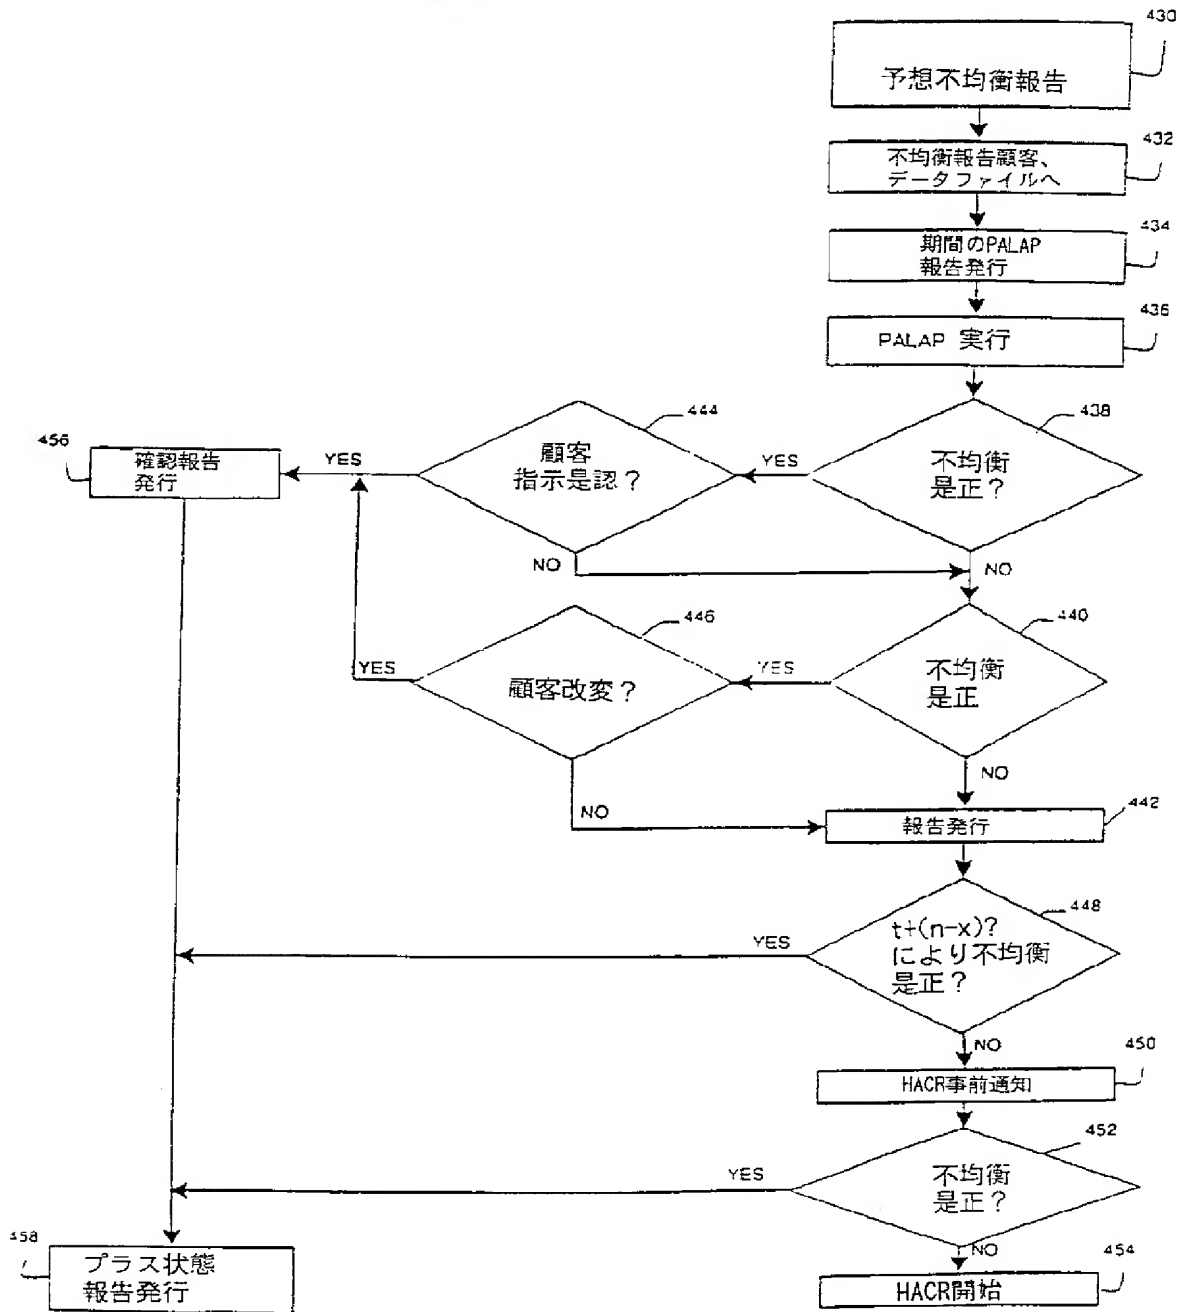 430
予想不均衡報告
432
不均衡報告顧客、
データファイルへ
434
期間のPALAP
報告発行
436
PALAP 実行
438
不均衡
是正?
YES
444
顧客
指示是認?
YES
456
確認報告
発行
NO
NO
440
不均衡
是正
YES
446
顧客改変?
YES
NO
NO
442
報告発行
448
t+(n-x)?
により不均衡
是正?
YES
NO
450
HACR事前通知
452
不均衡
是正?
YES
NO
454
HACR開始
458
プラス状態
報告発行